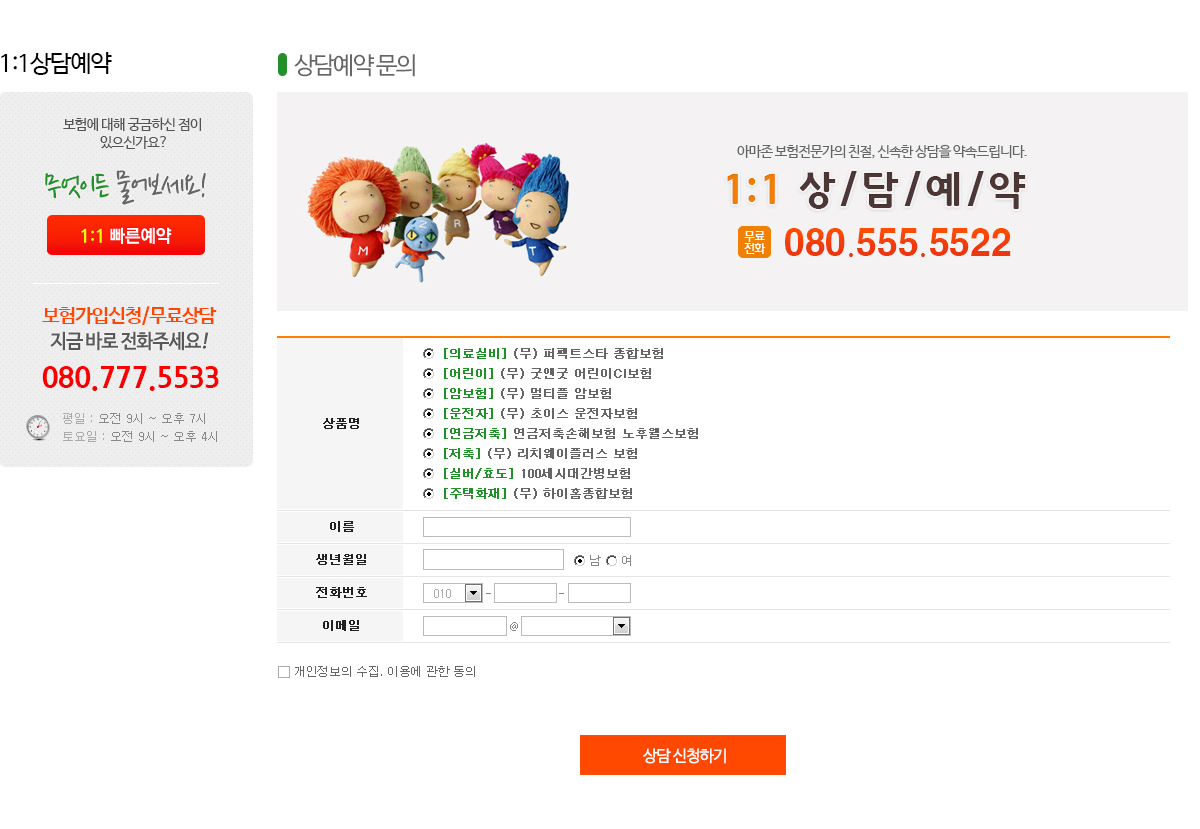 1:1상담예약
보험에 대해 궁금하신 점이
있으신가요?
무엇이든 물어보세요!
1:1 빠른예약
보험가입신청/무료상담
지금 바로 전화주세요!
080.777.5533
평일 : 오전 9시 ~ 오후 7시
토요일 : 오전 9시 ~ 오후 4시
상담예약 문의
M
N
R
I
T
아마존 보험전문가의 친절, 신속한 상담을 약속드립니다.
1:1 상/담/예/약
무료
전화
080.555.5522
상품명
[의료실비] (무) 퍼펙트스타 종합보험
[어린이] (무) 굿앤굿 어린이CI보험
[암보험] (무) 멀티플 암보험
[운전자] (무) 초이스 운전자보험
[연금저축] 연금저축손해보험 노후웰스보험
[저축] (무) 리치웨이플러스 보험
[실버/효도] 100세시대간병보험
[주택화재] (무) 하이홈종합보험
이름
생년월일
남 여
전화번호
010 - -
이메일
@
개인정보의 수집. 이용에 관한 동의
상담 신청하기